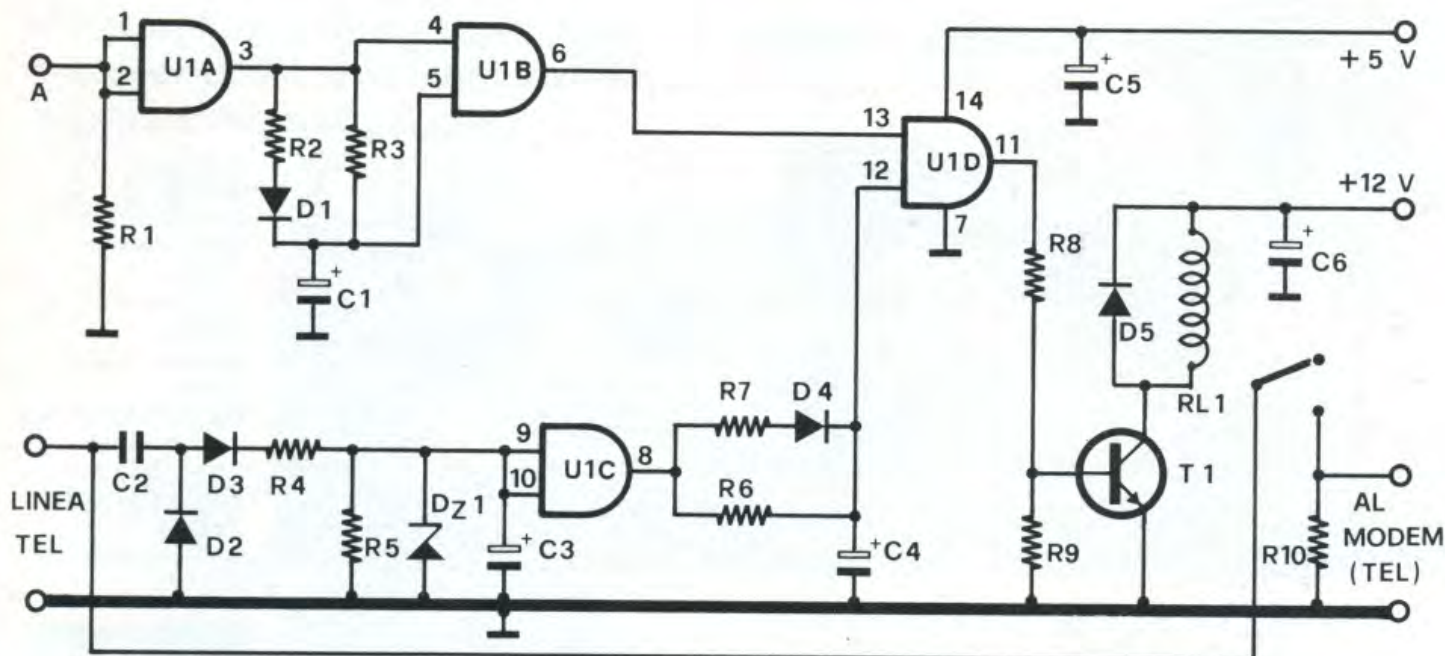 A
1
2
U1A
3
4
5
U1B
6
R1
R2
R3
D1
+
C1
13
12
14
U1D
11
7
+
C5
+5 V
+12 V
R8
D5
RL1
+
C6
LINEA
TEL
C2
D2
D3
R4
R5
DZ1
9
10
U1C
8
+
C3
R7
D4
R6
+
C4
R9
T1
R10
AL
MODEM
(TEL)